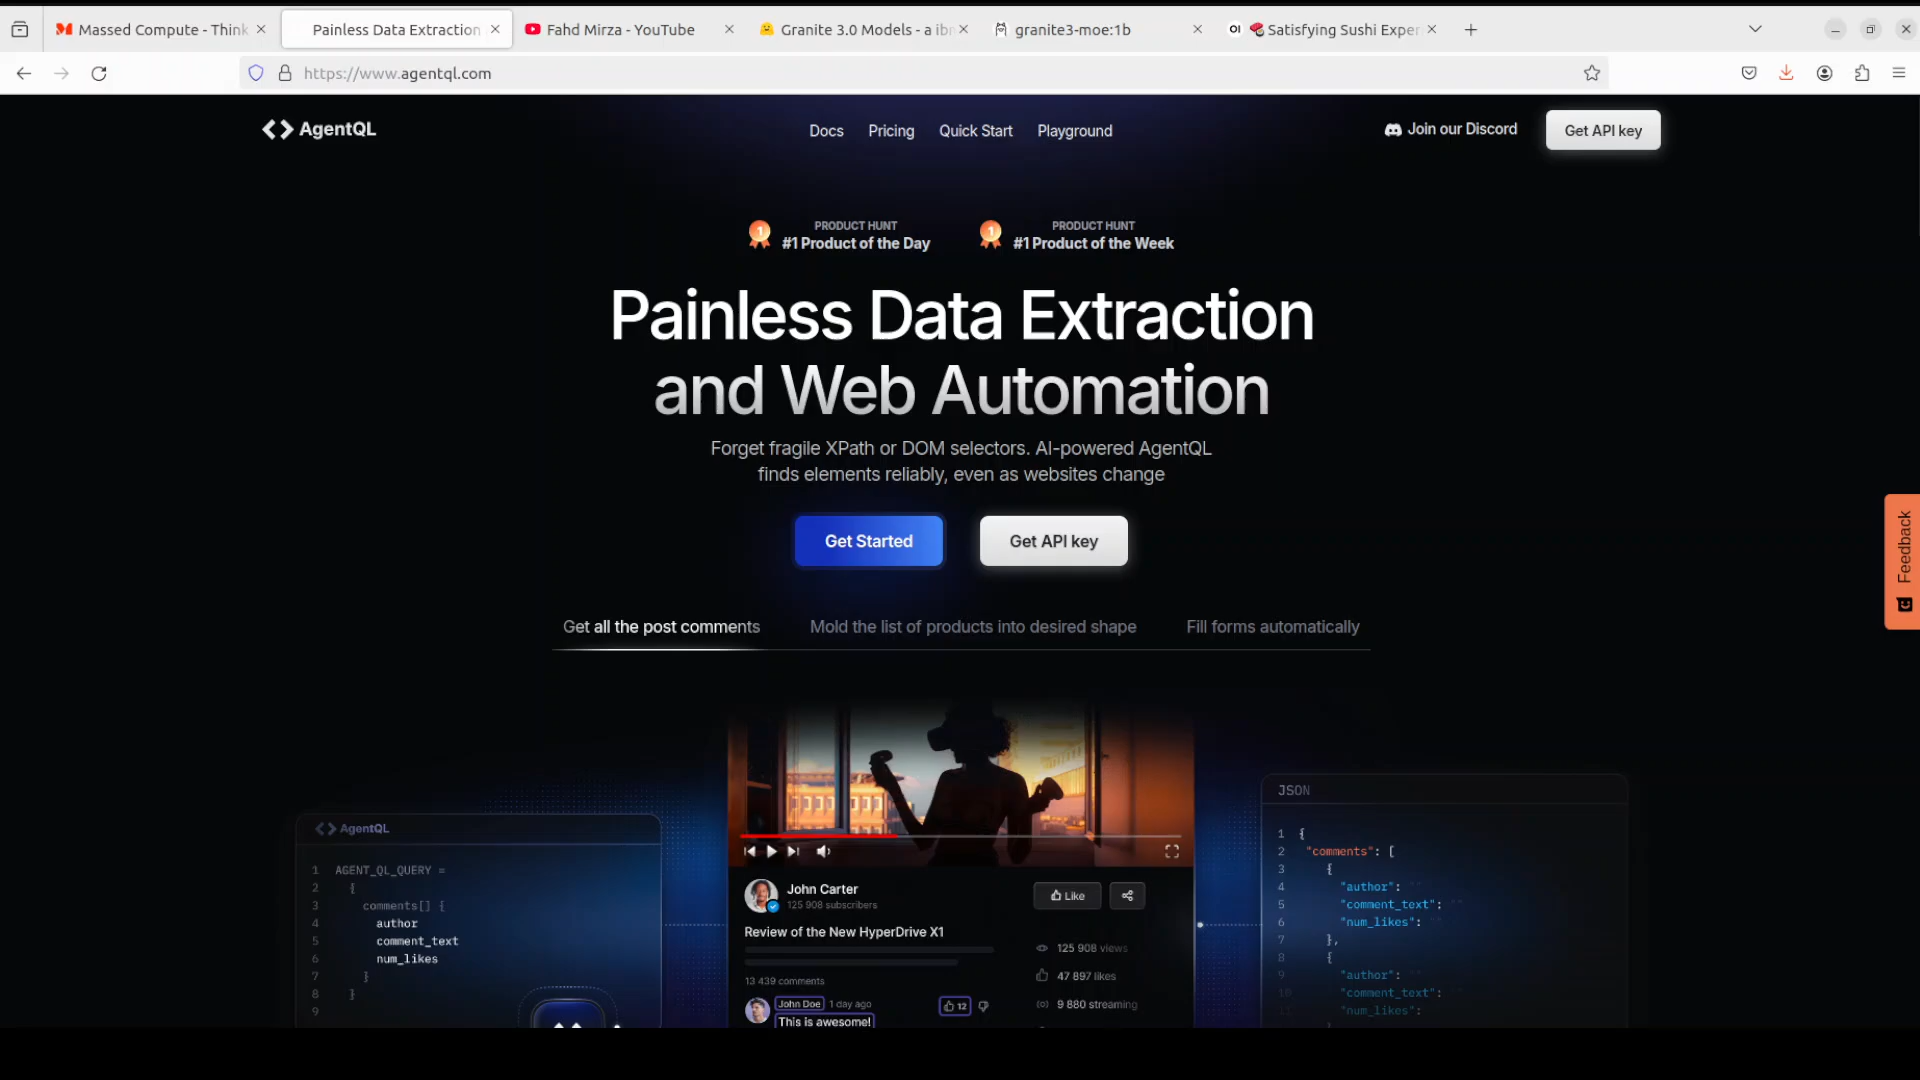 Massed Compute - Think
Painless Data Extraction
Fahd Mirza - YouTube
Granite 3.0 Models - a ibn
granite3-moe:1b
OI
Satisfying Sushi Exper
https://www.agentql.com
AgentQL
Docs
Pricing
Quick Start
Playground
Join our Discord
Get API key
PRODUCT HUNT
#1 Product of the Day
PRODUCT HUNT
#1 Product of the Week
Painless Data Extraction
and Web Automation
Forget fragile XPath or DOM selectors. AI-powered AgentQL
finds elements reliably, even as websites change
Get Started
Get API key
Feedback
Get all the post comments
Mold the list of products into desired shape
Fill forms automatically
AgentQL
1 AGENT_QL_QUERY =
2 {
3 comments[] {
4 author
5 comment_text
6 num_likes
7 }
8 }
9
John Carter
125 908 subscribers
Like
Review of the New HyperDrive X1
125 908 views
47 897 likes
9 880 streaming
13 439 comments
John Doe 1 day ago
12
This is awesome!
JSON
1 {
2 "comments": [
3 {
4 "author": ""
5 "comment_text": ""
6 "num_likes": ""
7 },
8 {
9 "author": ""
10 "comment_text": ""
11 "num_likes": ""